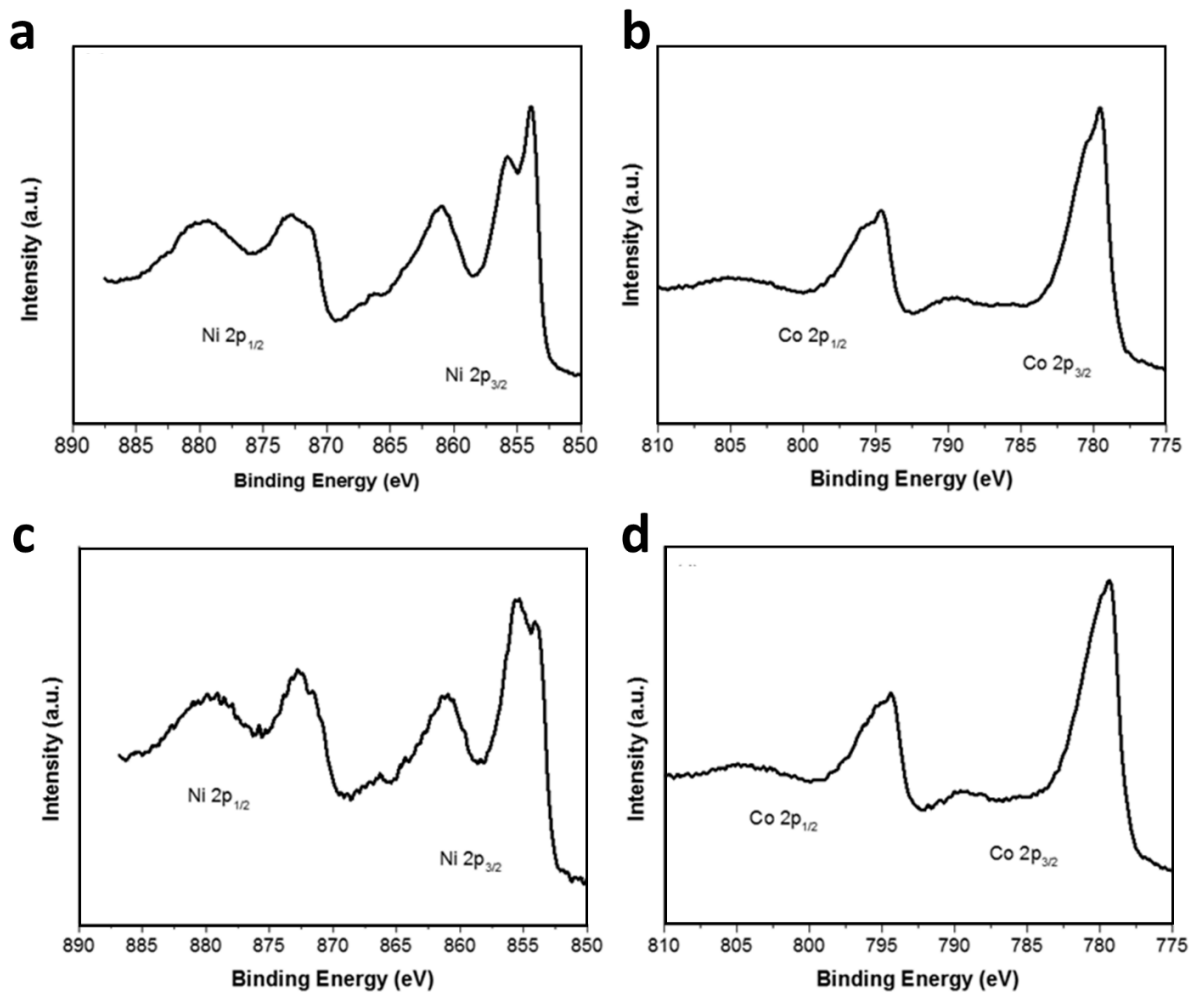 a
Intensity (a.u.)
Ni 2p1/2
Ni 2p3/2
890 885 880 875 870 865 860 855 850
Binding Energy (eV)
b
Intensity (a.u.)
Co 2p1/2
Co 2p3/2
810 805 800 795 790 785 780 775
Binding Energy (eV)
c
Intensity (a.u.)
Ni 2p1/2
Ni 2p3/2
890 885 880 875 870 865 860 855 850
Binding Energy (eV)
d
Intensity (a.u.)
Co 2p1/2
Co 2p3/2
810 805 800 795 790 785 780 775
Binding Energy (eV)